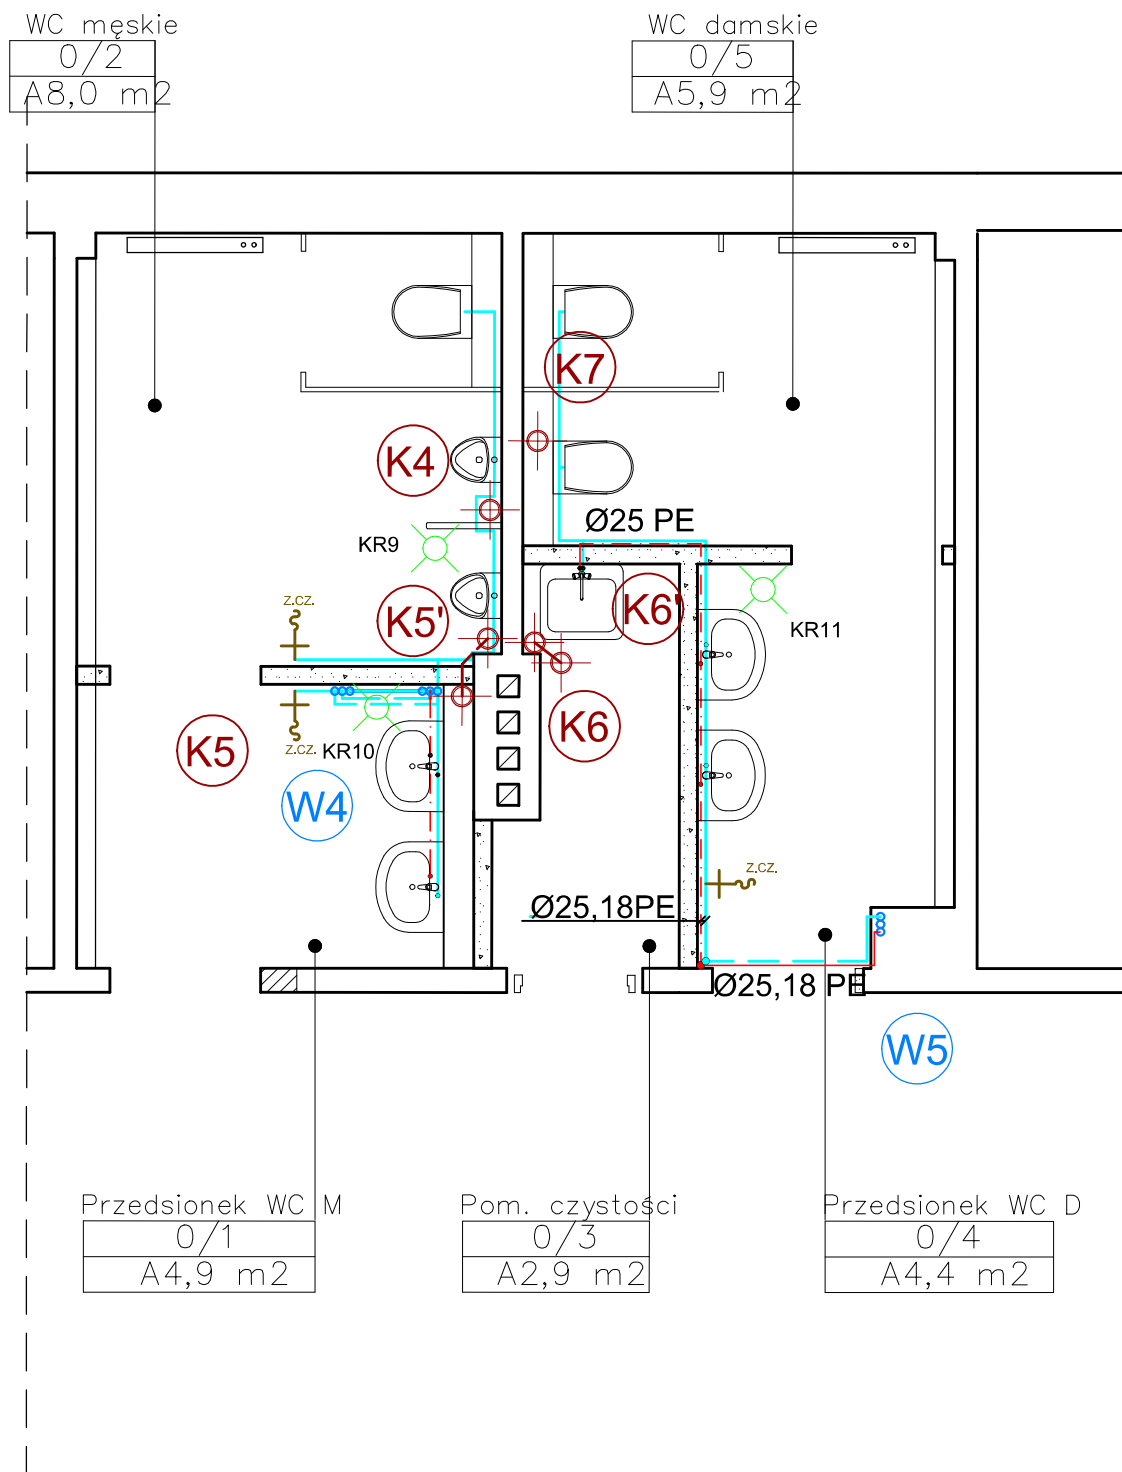 WC męskie
0/2
A8,0 m2
WC damskie
0/5
A5,9 m2
K7
K4
Ø25 PE
KR9
z.cz.
K5'
K6'
KR11
K5
z.cz.
KR10
K6
W4
z.cz.
Ø25,18PE
Ø25,18 PE
W5
Przedsionek WC M
0/1
A4,9 m2
Pom. czystości
0/3
A2,9 m2
Przedsionek WC D
0/4
A4,4 m2